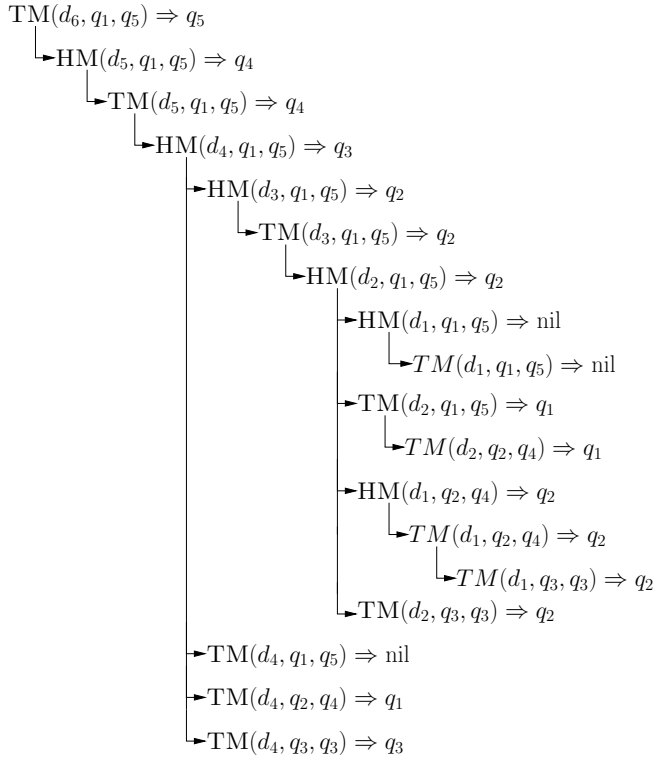 TM(d₆, q₁, q₅) ⇒ q₅
HM(d₅, q₁, q₅) ⇒ q₄
TM(d₅, q₁, q₅) ⇒ q₄
HM(d₄, q₁, q₅) ⇒ q₃
HM(d₃, q₁, q₅) ⇒ q₂
TM(d₃, q₁, q₅) ⇒ q₂
HM(d₂, q₁, q₅) ⇒ q₂
HM(d₁, q₁, q₅) ⇒ nil
TM(d₁, q₁, q₅) ⇒ nil
TM(d₂, q₁, q₅) ⇒ q₁
TM(d₂, q₂, q₄) ⇒ q₁
HM(d₁, q₂, q₄) ⇒ q₂
TM(d₁, q₂, q₄) ⇒ q₂
TM(d₁, q₃, q₃) ⇒ q₂
TM(d₂, q₃, q₃) ⇒ q₂
TM(d₄, q₁, q₅) ⇒ nil
TM(d₄, q₂, q₄) ⇒ q₁
TM(d₄, q₃, q₃) ⇒ q₃